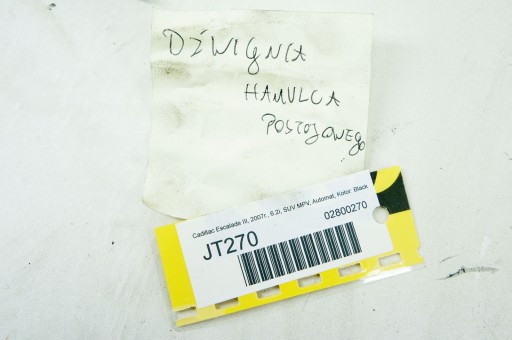 DŹWIGNIA
HAMULCA
POSTOJOWEGO
Cadillac Escalade III, 2007r., 6.2i, SUV MPV, Automat, Kolor: Black
02800270
JT270